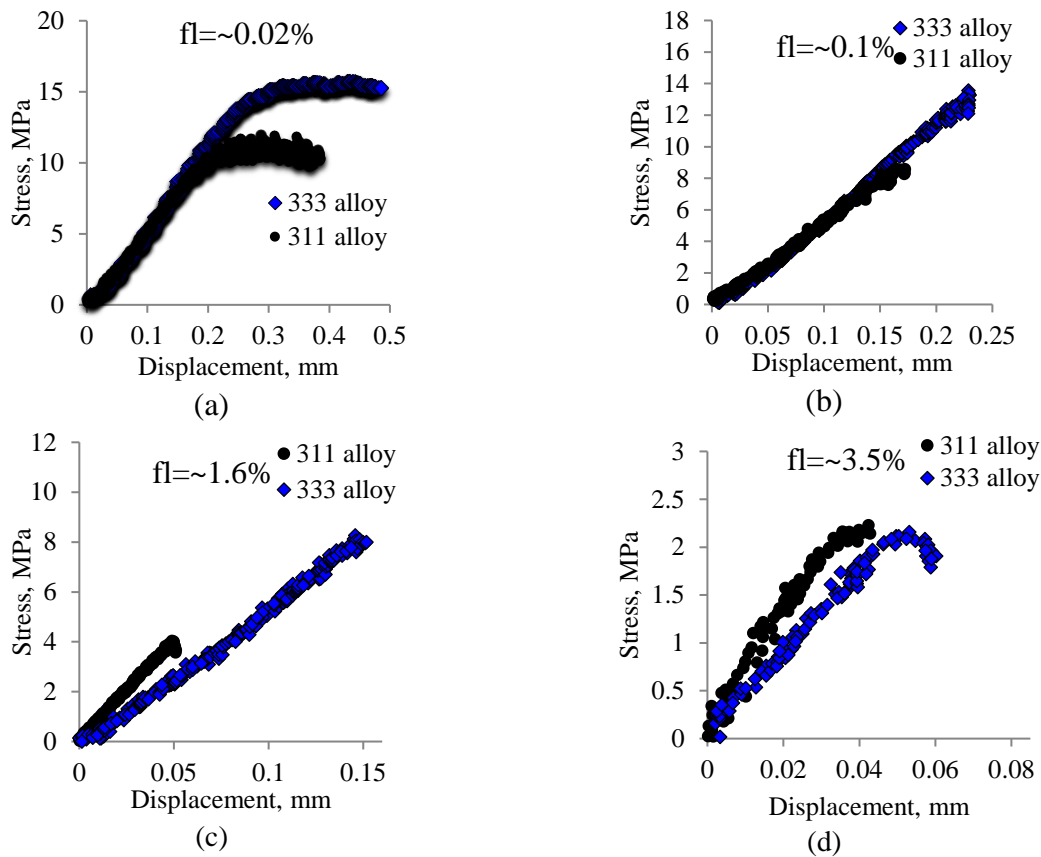 20
15
10
5
0
Stress, MPa
fl=~0.02%
333 alloy
311 alloy
0 0.1 0.2 0.3 0.4 0.5
Displacement, mm
(a)
18
16
14
12
10
8
6
4
2
0
Stress, MPa
fl=~0.1%
333 alloy
311 alloy
0 0.05 0.1 0.15 0.2 0.25
Displacement, mm
(b)
12
10
8
6
4
2
0
Stress, MPa
fl=~1.6%
311 alloy
333 alloy
0 0.05 0.1 0.15
Displacement, mm
(c)
3
2.5
2
1.5
1
0.5
0
Stress, MPa
fl=~3.5%
311 alloy
333 alloy
0 0.02 0.04 0.06 0.08
Displacement, mm
(d)